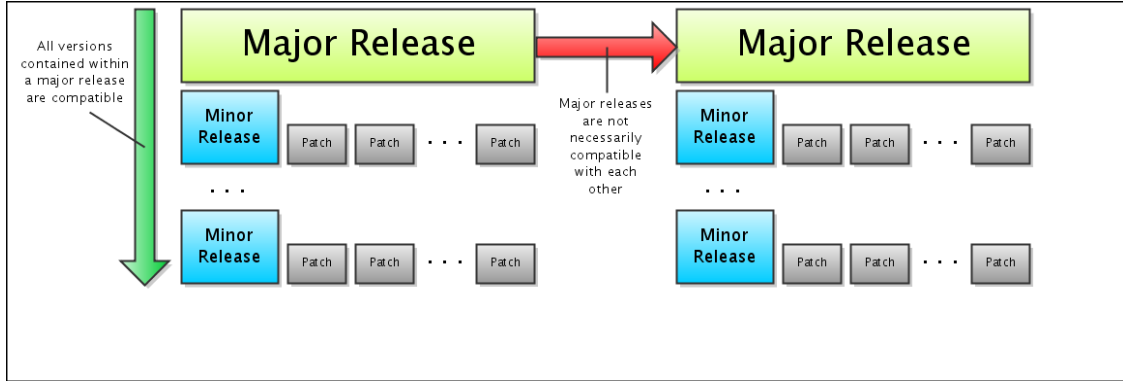 All versions
contained within
a major release
are compatible
Major Release
Major releases
are not
necessarily
compatible
with each
other
Major Release
Minor
Release
Patch
Patch
. . .
Patch
. . .
Minor
Release
Patch
Patch
. . .
Patch
Minor
Release
Patch
Patch
. . .
Patch
. . .
Minor
Release
Patch
Patch
. . .
Patch